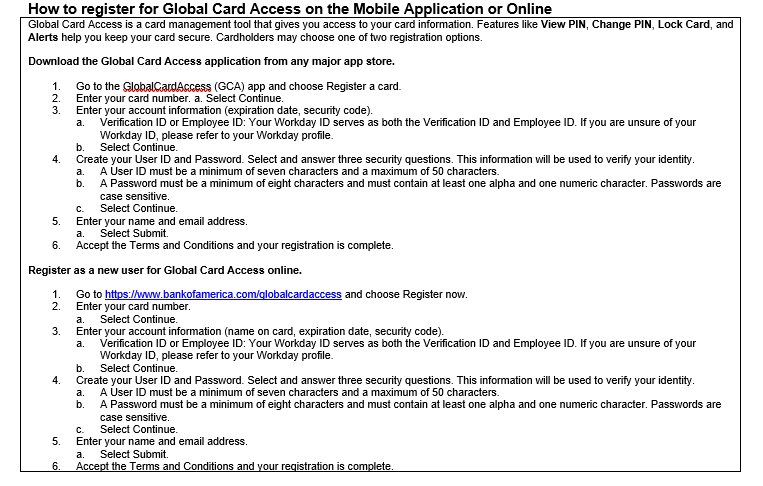 How to register for Global Card Access on the Mobile Application or Online
Global Card Access is a card management tool that gives you access to your card information. Features like View PIN, Change PIN, Lock Card, and
Alerts help you keep your card secure. Cardholders may choose one of two registration options.
Download the Global Card Access application from any major app store.
1. Go to the GlobalCardAccess (GCA) app and choose Register a card.
2. Enter your card number. a. Select Continue.
3. Enter your account information (expiration date, security code).
a. Verification ID or Employee ID: Your Workday ID serves as both the Verification ID and Employee ID. If you are unsure of your
Workday ID, please refer to your Workday profile.
b. Select Continue.
4. Create your User ID and Password. Select and answer three security questions. This information will be used to verify your identity.
a. A User ID must be a minimum of seven characters and a maximum of 50 characters.
b. A Password must be a minimum of eight characters and must contain at least one alpha and one numeric character. Passwords are
case sensitive.
c. Select Continue.
5. Enter your name and email address.
a. Select Submit.
6. Accept the Terms and Conditions and your registration is complete.
Register as a new user for Global Card Access online.
1. Go to https://www.bankofamerica.com/globalcardaccess and choose Register now.
2. Enter your card number.
a. Select Continue.
3. Enter your account information (name on card, expiration date, security code).
a. Verification ID or Employee ID: Your Workday ID serves as both the Verification ID and Employee ID. If you are unsure of your
Workday ID, please refer to your Workday profile.
b. Select Continue.
4. Create your User ID and Password. Select and answer three security questions. This information will be used to verify your identity.
a. A User ID must be a minimum of seven characters and a maximum of 50 characters.
b. A Password must be a minimum of eight characters and must contain at least one alpha and one numeric character. Passwords are
case sensitive.
c. Select Continue.
5. Enter your name and email address.
a. Select Submit.
6. Accept the Terms and Conditions and your registration is complete.